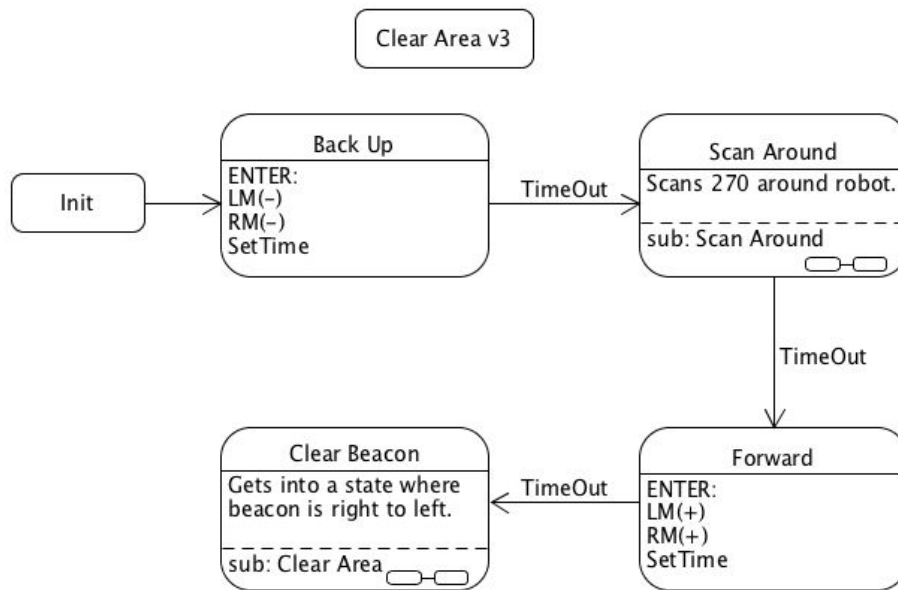 Clear Area v3
Init
Back Up
ENTER:
LM(-)
RM(-)
SetTime
TimeOut
Scan Around
Scans 270 around robot.
sub: Scan Around
TimeOut
Forward
ENTER:
LM(+)
RM(+)
SetTime
TimeOut
Clear Beacon
Gets into a state where
beacon is right to left.
sub: Clear Area